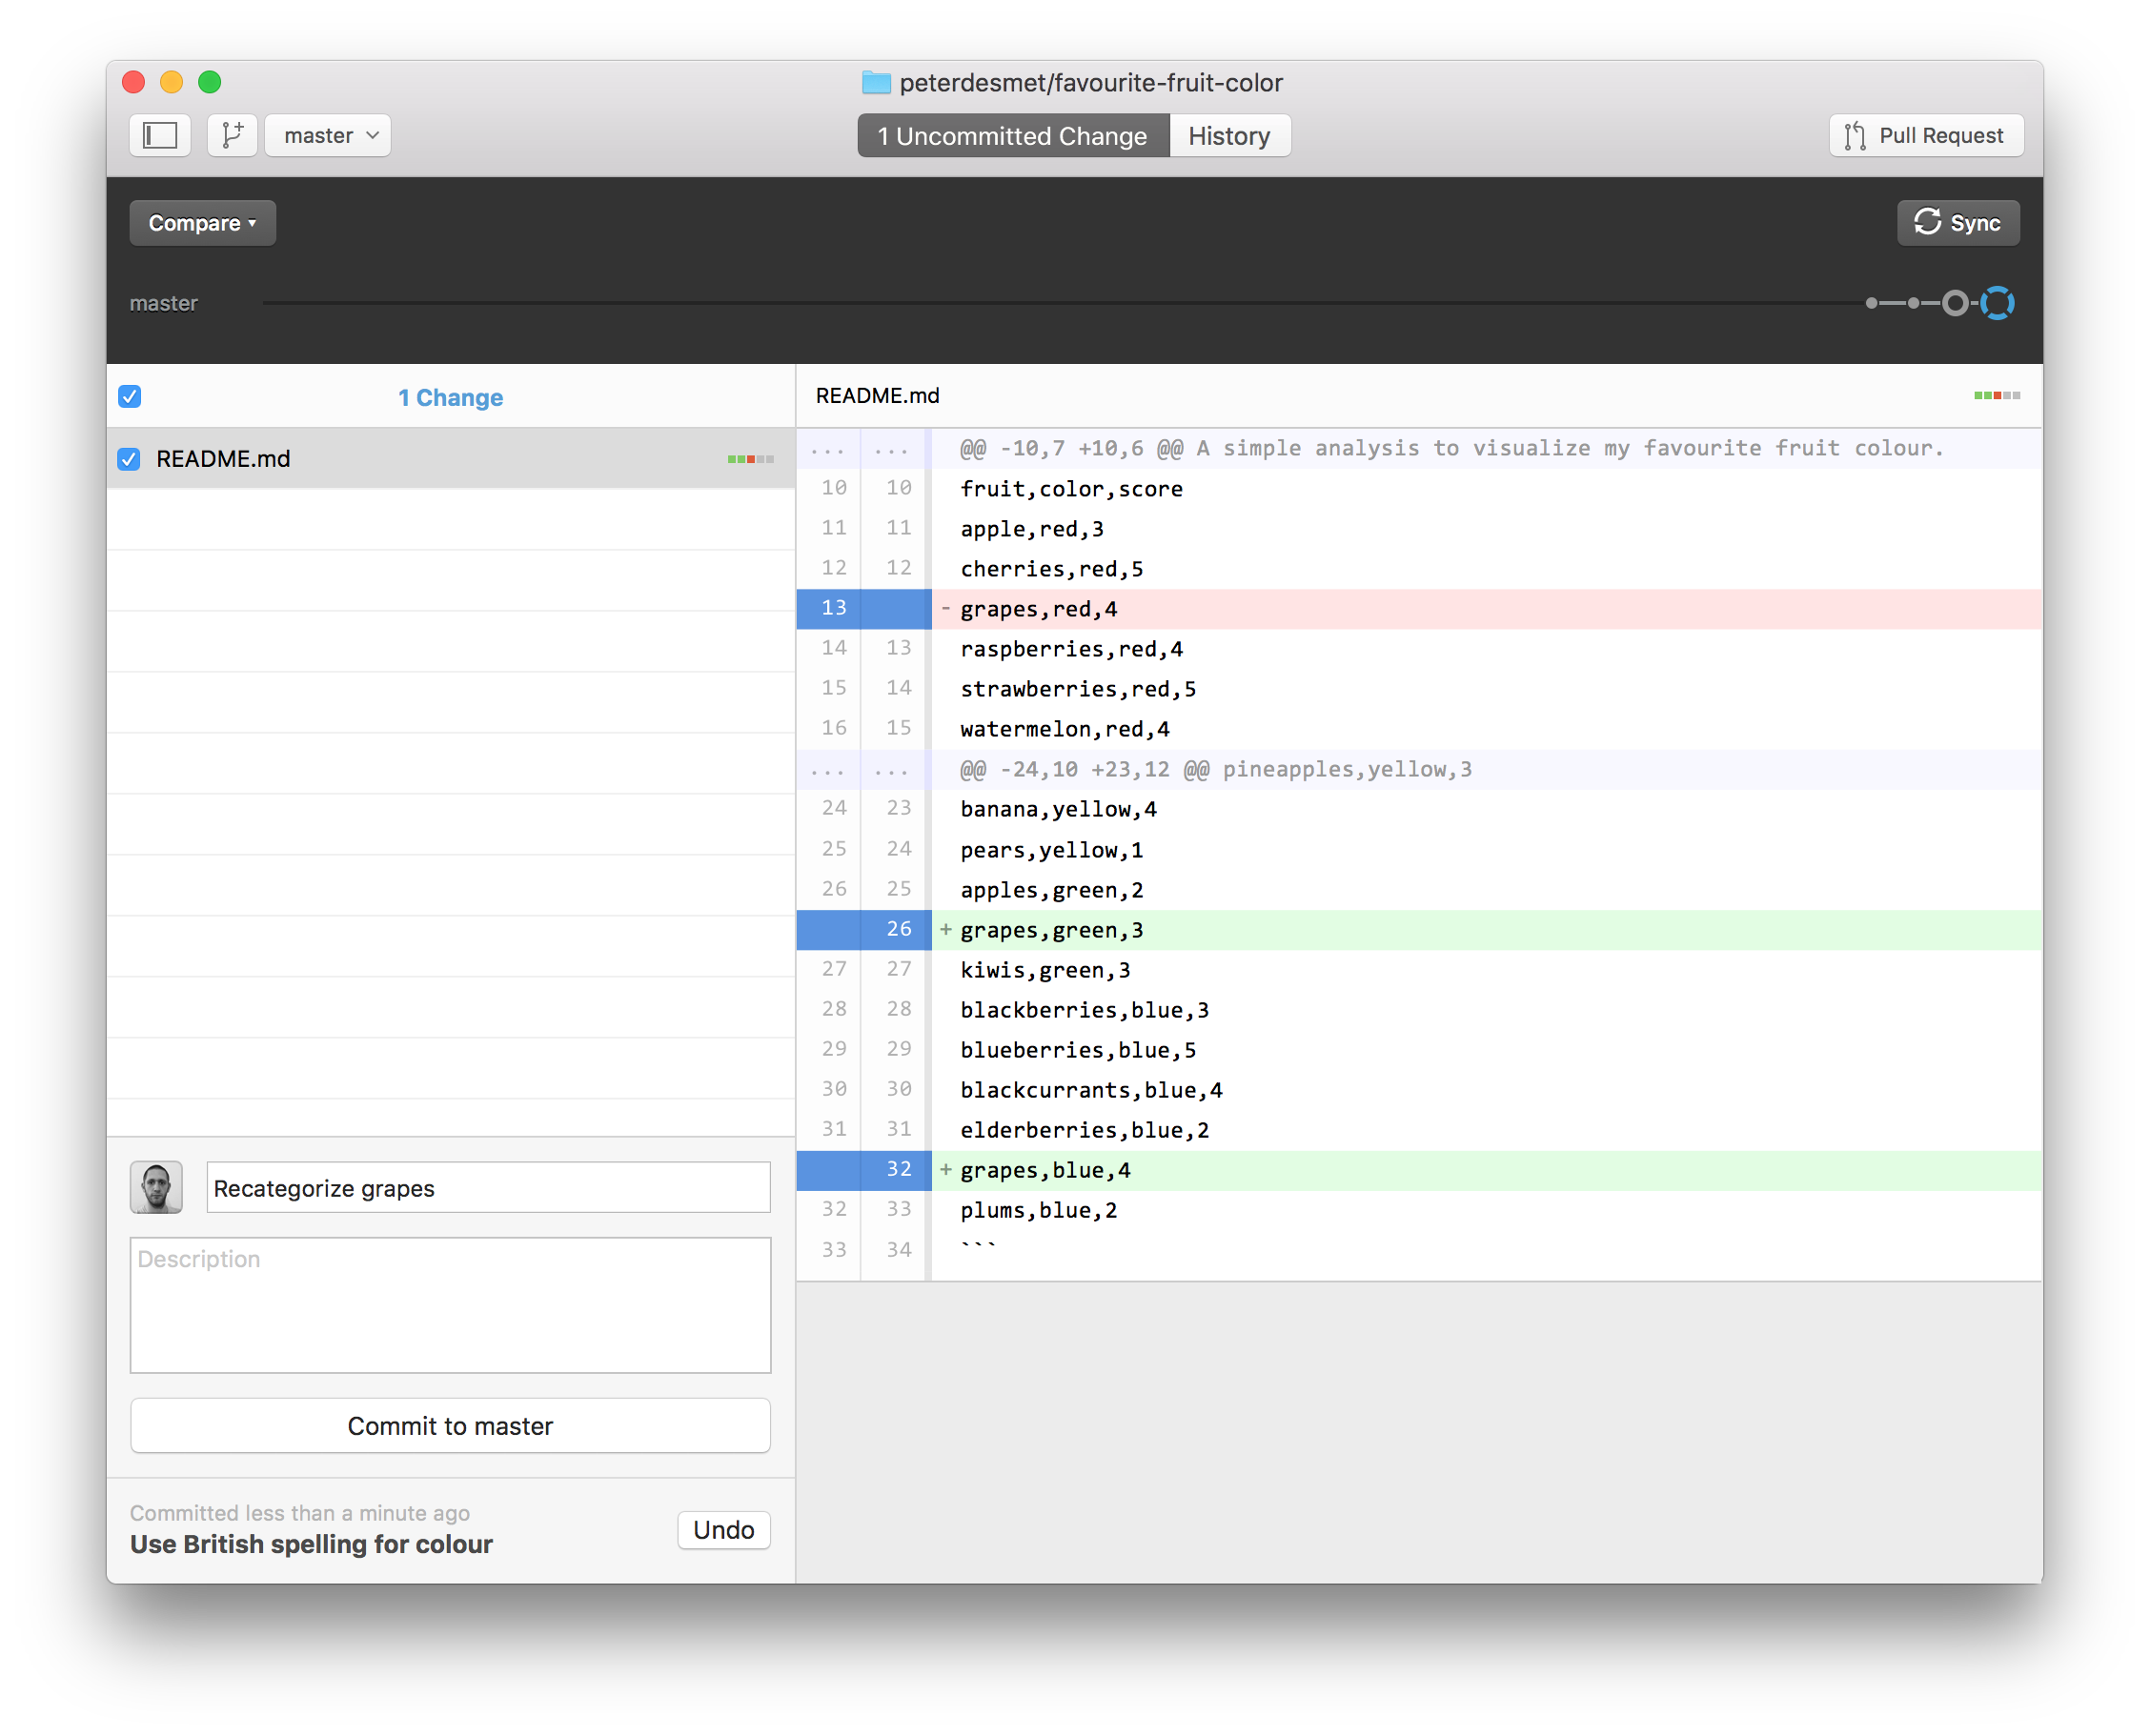 peterdesmet/favourite-fruit-color
master
1 Uncommitted Change
History
Pull Request
Compare
Sync
master
1 Change
README.md
README.md
... ... @@ -10,7 +10,6 @@ A simple analysis to visualize my favourite fruit colour.
10 10 fruit,color,score
11 11 apple,red,3
12 12 cherries,red,5
13 - grapes,red,4
14 13 raspberries,red,4
15 14 strawberries,red,5
16 15 watermelon,red,4
... ... @@ -24,10 +23,12 @@ pineapples,yellow,3
24 23 banana,yellow,4
25 24 pears,yellow,1
26 25 apples,green,2
26 + grapes,green,3
27 27 kiwis,green,3
28 28 blackberries,blue,3
29 29 blueberries,blue,5
30 30 blackcurrants,blue,4
31 31 elderberries,blue,2
32 + grapes,blue,4
32 33 plums,blue,2
33 34 ```
Recategorize grapes
Description
Commit to master
Committed less than a minute ago
Use British spelling for colour
Undo